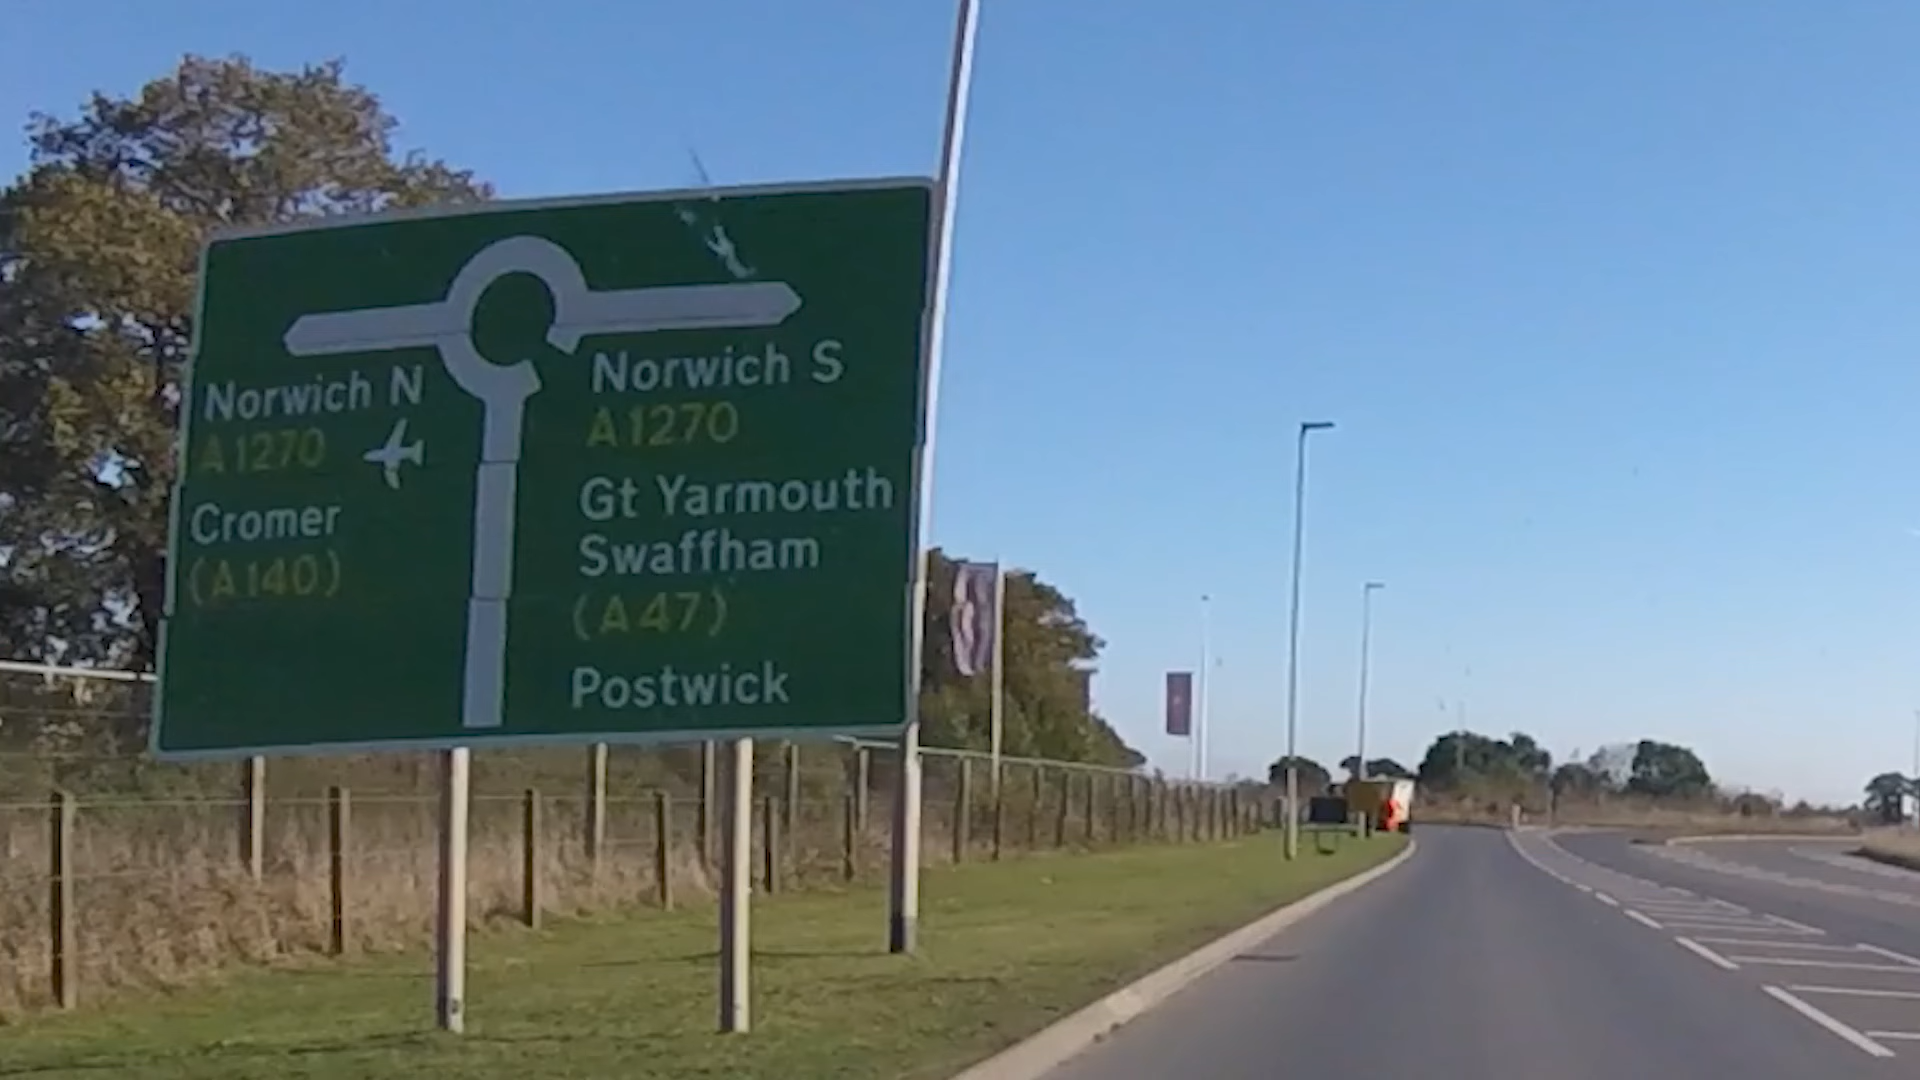 Norwich N
A1270
Cromer
(A140)
Norwich S
A1270
Gt Yarmouth
Swaffham
(A47)
Postwick